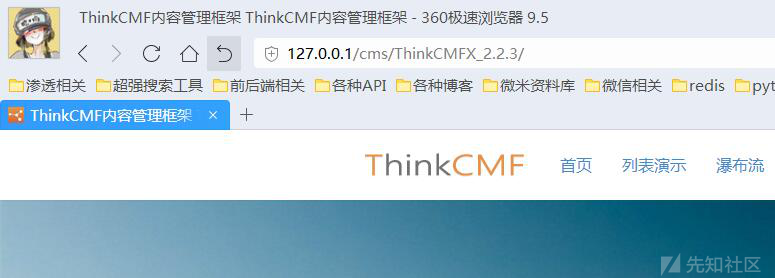 ThinkCMF内容管理框架 ThinkCMF内容管理框架 - 360极速浏览器 9.5
127.0.0.1/cms/ThinkCMFX_2.2.3/
渗透相关 超强搜索工具 前后端相关 各种API 各种博客 微米资料库 微信相关 redis pyt
ThinkCMF内容管理框架
ThinkCMF 首页 列表演示 瀑布流
先知社区